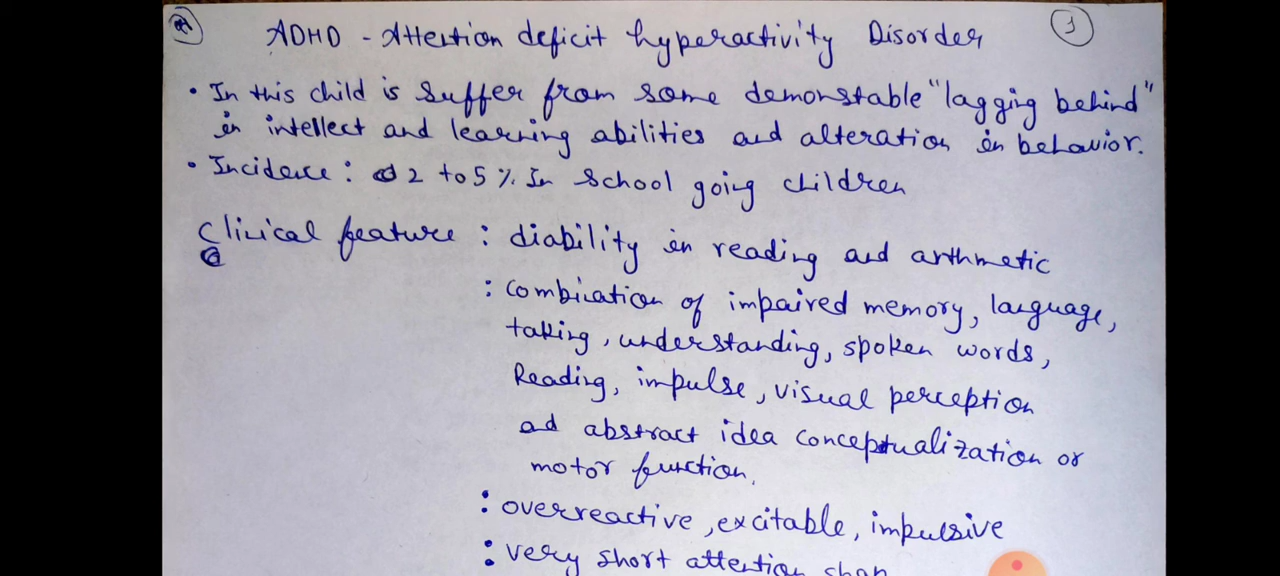 ADHD - Attention deficit hyperactivity Disorder
1
• In this child is suffer from some demonstable "lagging behind"
in intellect and learning abilities and alteration in behavior.
• Incidence : 2 to 5 % In school going children
Clinical feature : diability in reading and arthmetic
: combination of impaired memory, language,
taking, understanding, spoken words,
Reading, impulse, visual perception
ad abstract idea conceptualization or
motor function.
: overreactive, excitable, impulsive
: very short attention span